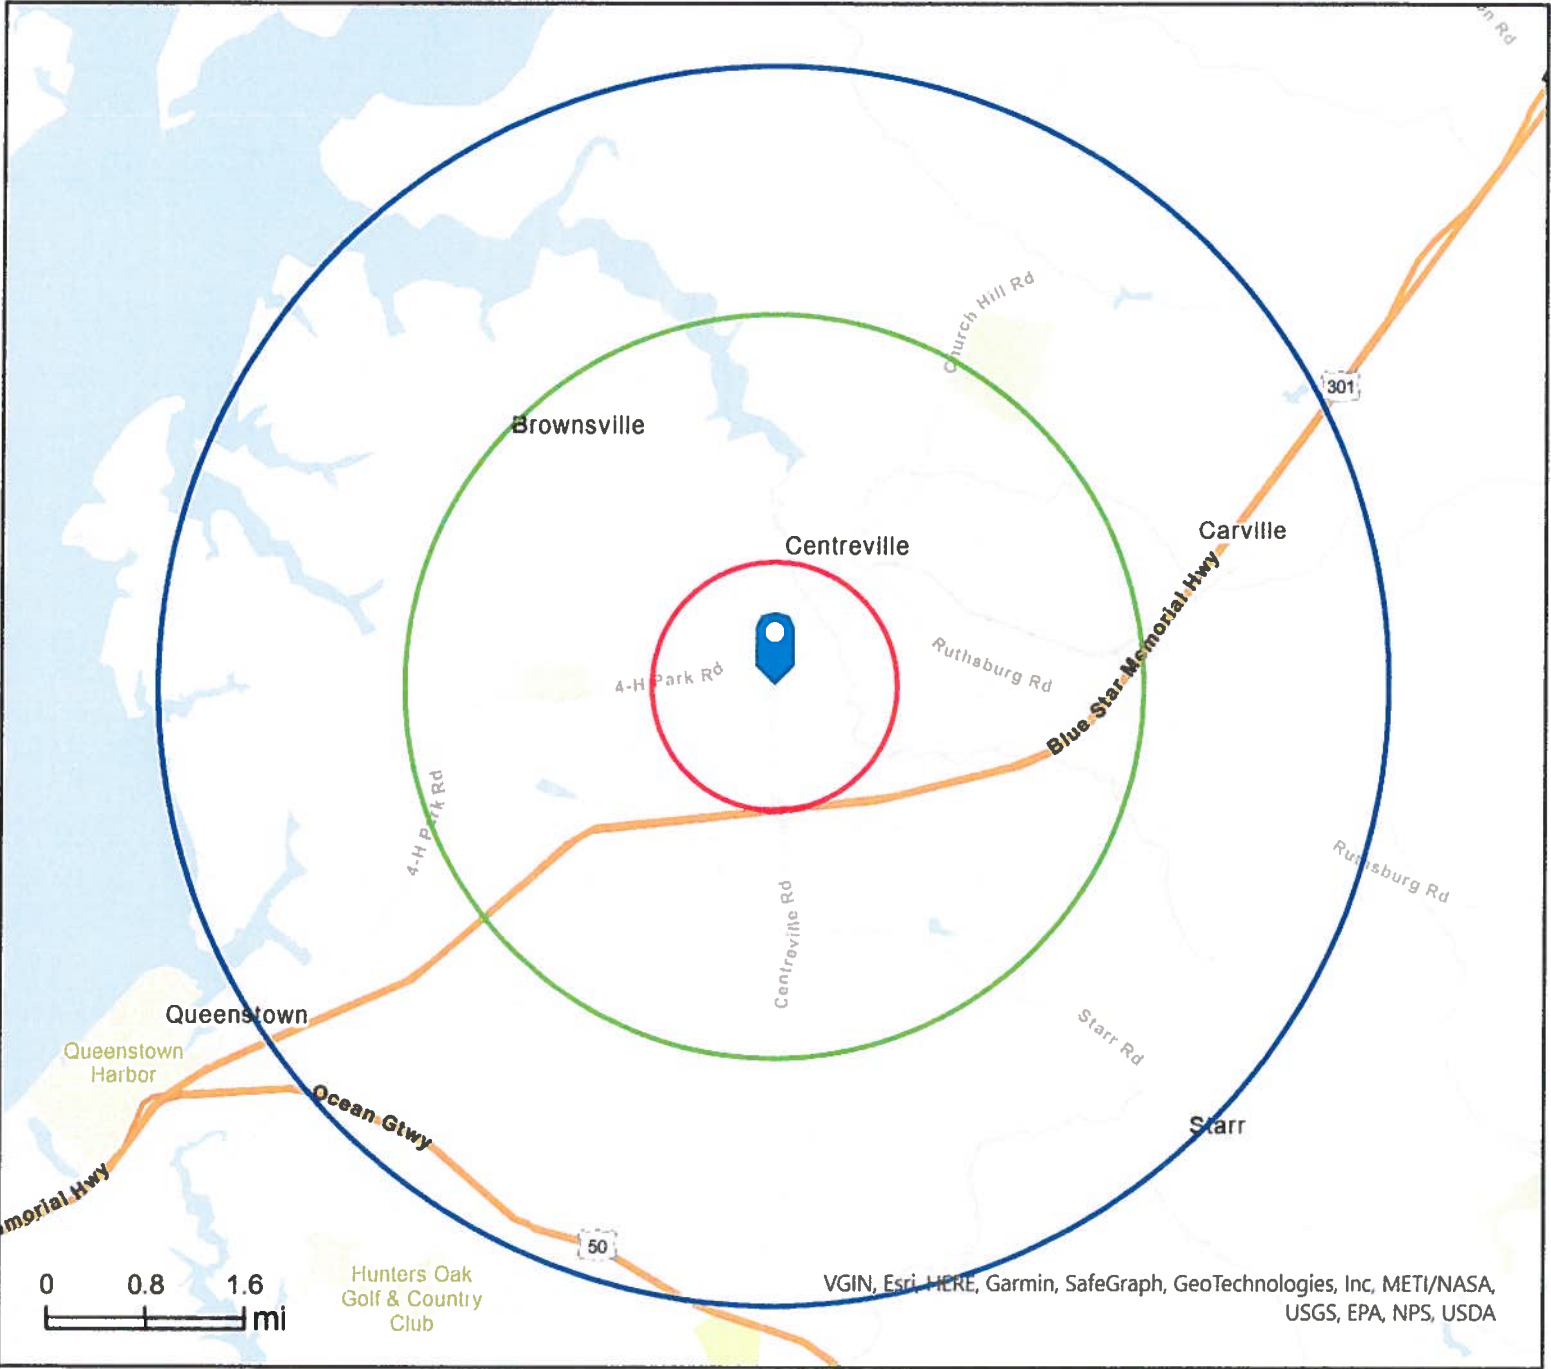 n Rd
Church Hill Rd
301
Brownsville
Carville
Centreville
Ruthsburg Rd
4-H Park Rd
Blue Star Memorial Hwy
4-H Park Rd
Ruthsburg Rd
Centreville Rd
Queenstown
Starr Rd
Queenstown
Harbor
Ocean Gtwy
Starr
morial Hwy
50
Hunters Oak
Golf & Country
Club
0 0.8 1.6
mi
VGIN, Esri, HERE, Garmin, SafeGraph, GeoTechnologies, Inc, METI/NASA,
USGS, EPA, NPS, USDA